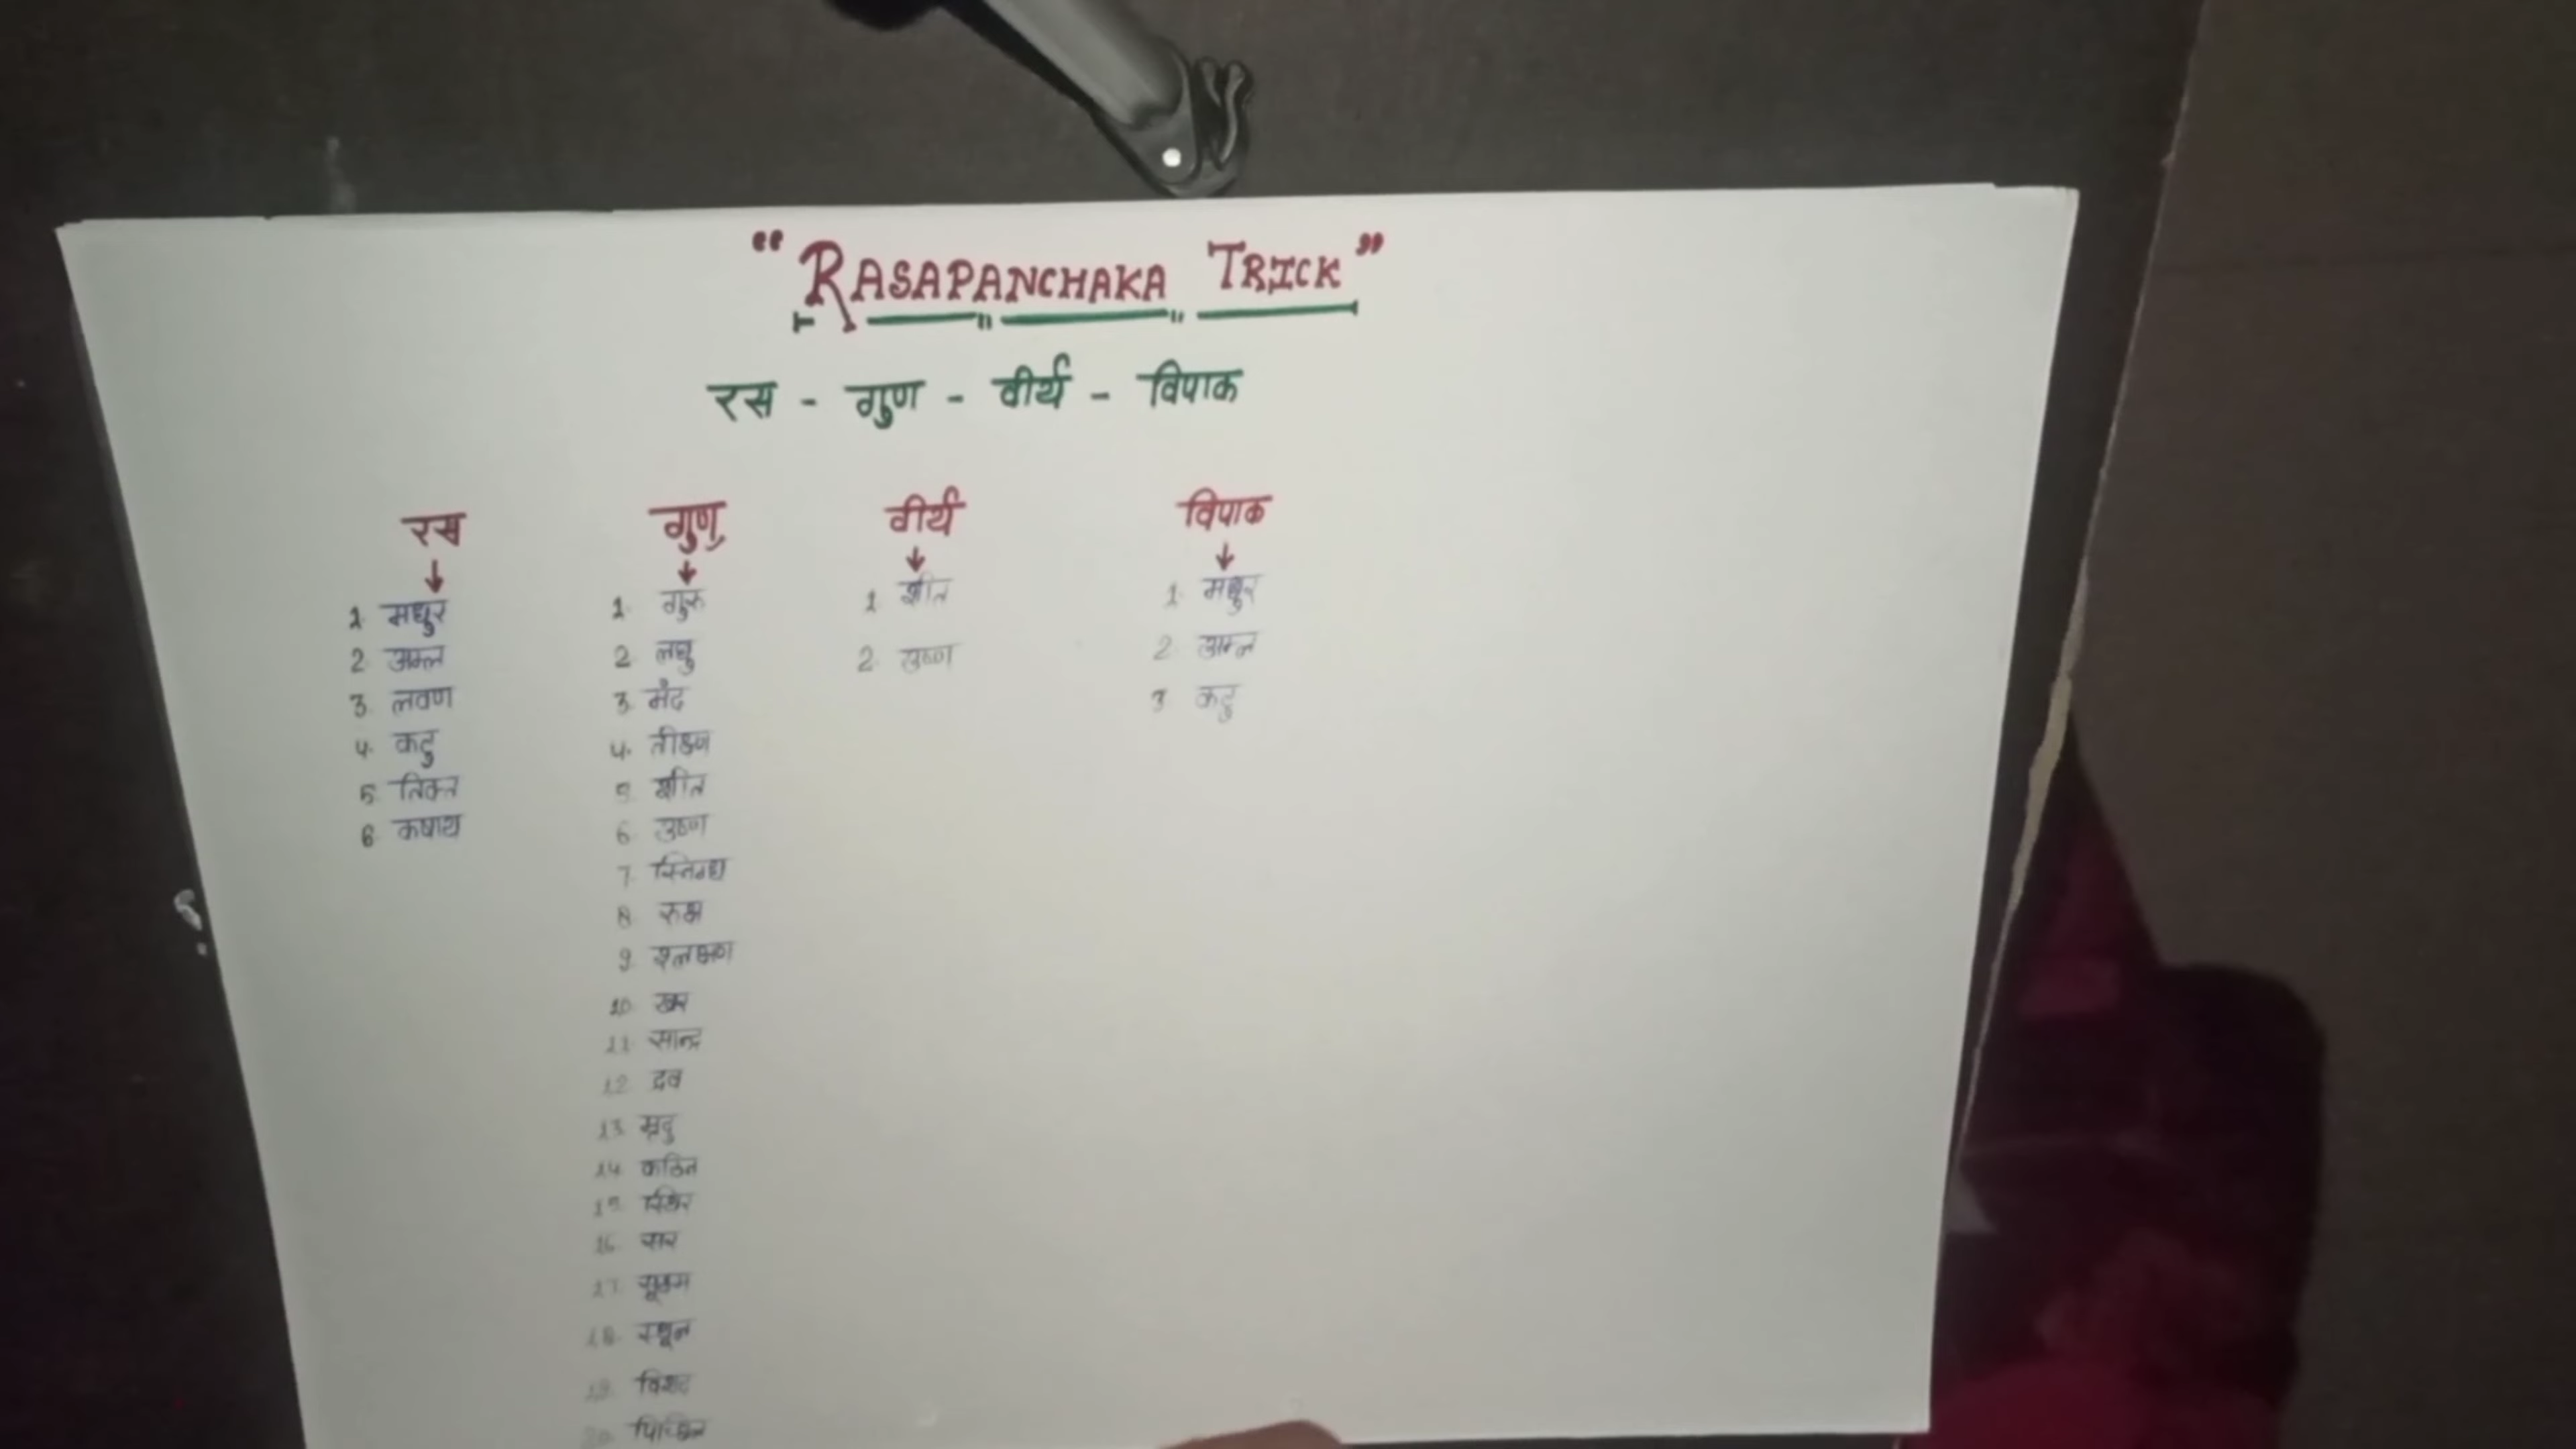 "RASAPANCHAKA TRICK"
रस - गुण - वीर्य - विपाक
रस
1. मधुर
2. अम्ल
3. लवण
4. कटु
5. तिक्त
6. कषाय
गुण
1. गुरु
2. लघु
3. मंद
4. तीक्ष्ण
5. शीत
6. उष्ण
7. स्निग्ध
8. रुक्ष
9. श्लक्ष्ण
10. खर
11. सान्द्र
12. द्रव
13. मृदु
14. कठिन
15. स्थिर
16. सर
17. सूक्ष्म
18. स्थूल
19. विशद
20. पिच्छिल
वीर्य
1. शीत
2. उष्ण
विपाक
1. मधुर
2. अम्ल
3. कटु